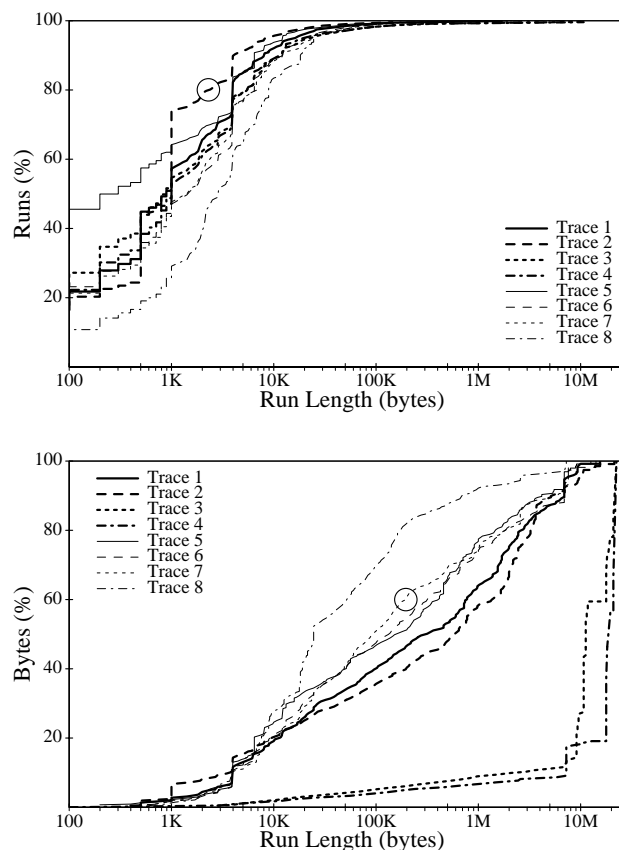 100
80
60
40
20
Runs (%)
Trace 1
Trace 2
Trace 3
Trace 4
Trace 5
Trace 6
Trace 7
Trace 8
100 1K 10K 100K 1M 10M
Run Length (bytes)
100
80
60
40
20
Bytes (%)
Trace 1
Trace 2
Trace 3
Trace 4
Trace 5
Trace 6
Trace 7
Trace 8
100 1K 10K 100K 1M 10M
Run Length (bytes)